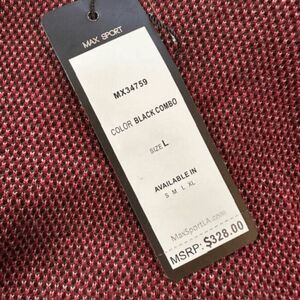 MAX SPORT
MX34759
COLOR BLACK COMBO
SIZE L
AVAILABLE IN
S M L XL
MaxSportLA.com
MSRP: $328.00